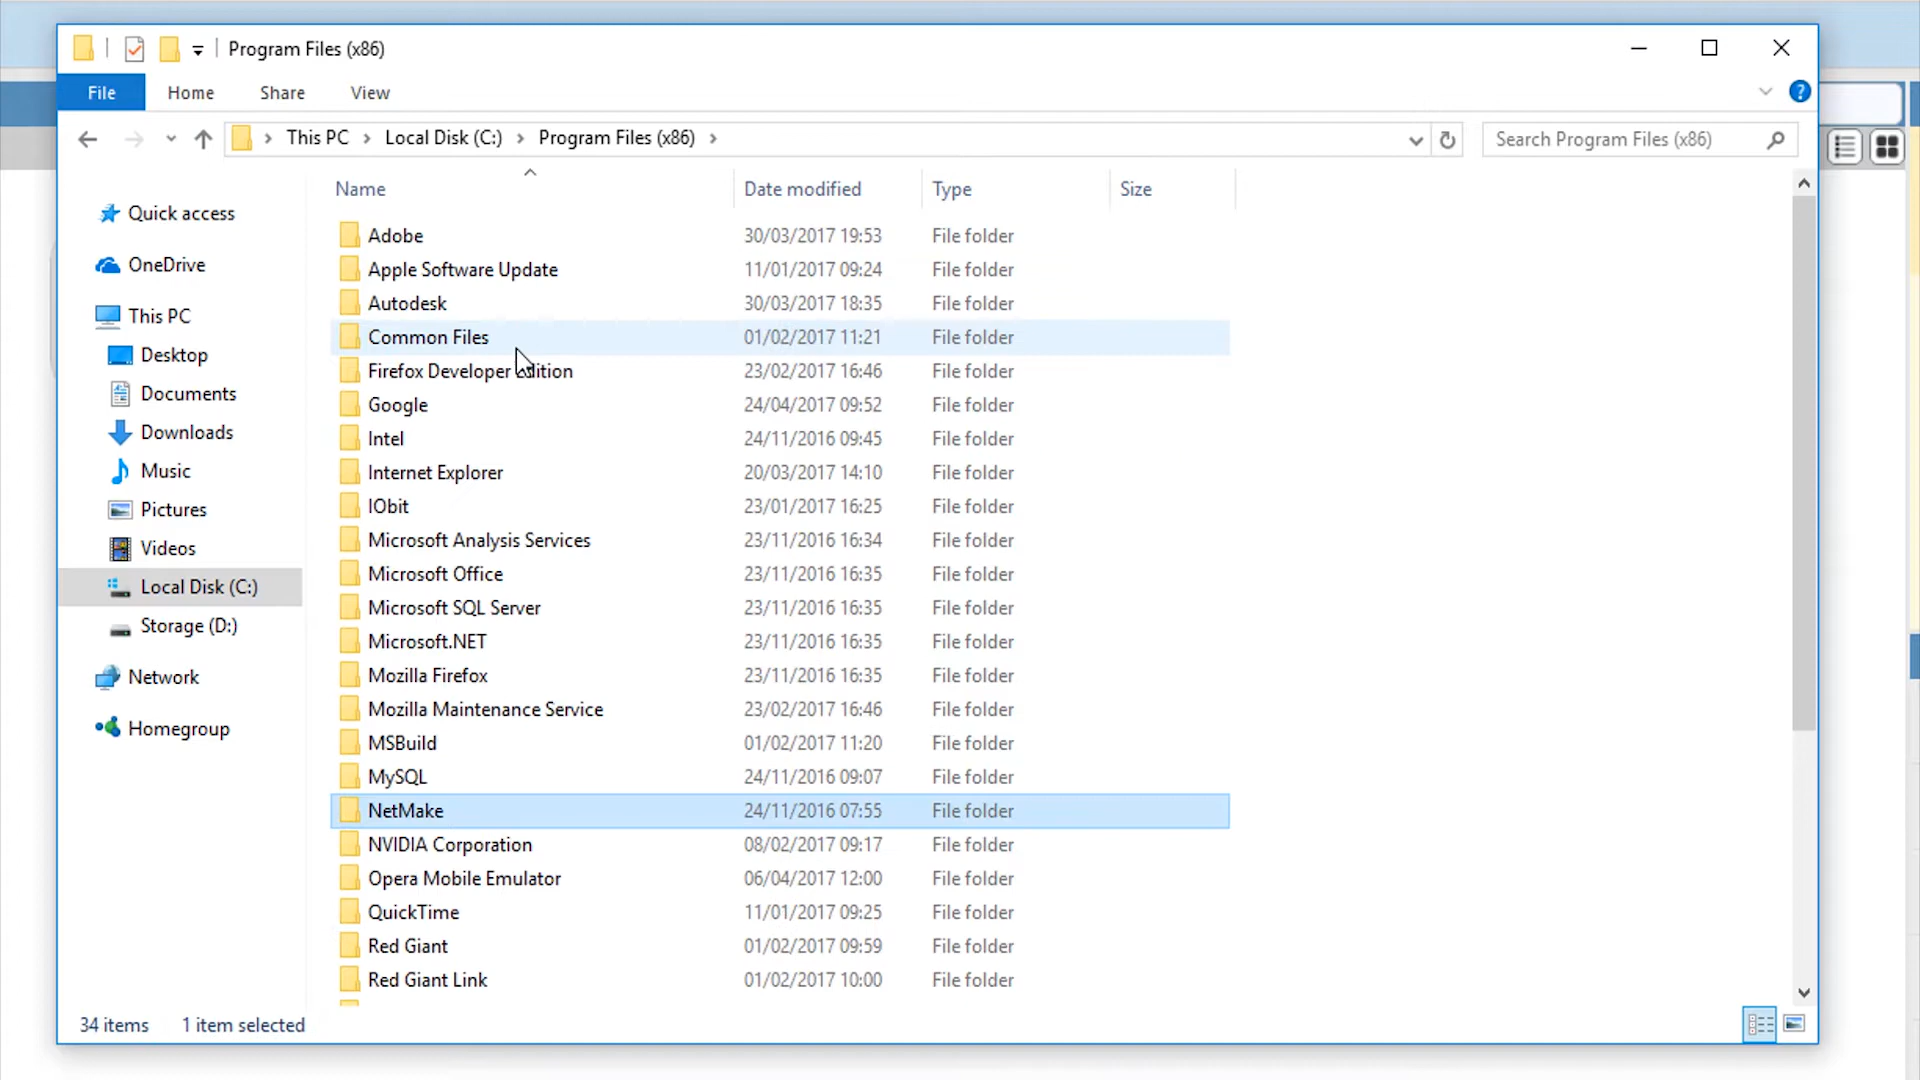 Program Files (x86)
File Home Share View
This PC Local Disk (C:) Program Files (x86) Search Program Files (x86)
Name Date modified Type Size
Quick access
OneDrive
This PC
Desktop
Documents
Downloads
Music
Pictures
Videos
Local Disk (C:)
Storage (D:)
Network
Homegroup
Adobe 30/03/2017 19:53 File folder
Apple Software Update 11/01/2017 09:24 File folder
Autodesk 30/03/2017 18:35 File folder
Common Files 01/02/2017 11:21 File folder
Firefox Developer Edition 23/02/2017 16:46 File folder
Google 24/04/2017 09:52 File folder
Intel 24/11/2016 09:45 File folder
Internet Explorer 20/03/2017 14:10 File folder
IObit 23/01/2017 16:25 File folder
Microsoft Analysis Services 23/11/2016 16:34 File folder
Microsoft Office 23/11/2016 16:35 File folder
Microsoft SQL Server 23/11/2016 16:35 File folder
Microsoft.NET 23/11/2016 16:35 File folder
Mozilla Firefox 23/11/2016 16:35 File folder
Mozilla Maintenance Service 23/02/2017 16:46 File folder
MSBuild 01/02/2017 11:20 File folder
MySQL 24/11/2016 09:07 File folder
NetMake 24/11/2016 07:55 File folder
NVIDIA Corporation 08/02/2017 09:17 File folder
Opera Mobile Emulator 06/04/2017 12:00 File folder
QuickTime 11/01/2017 09:25 File folder
Red Giant 01/02/2017 09:59 File folder
Red Giant Link 01/02/2017 10:00 File folder
34 items 1 item selected